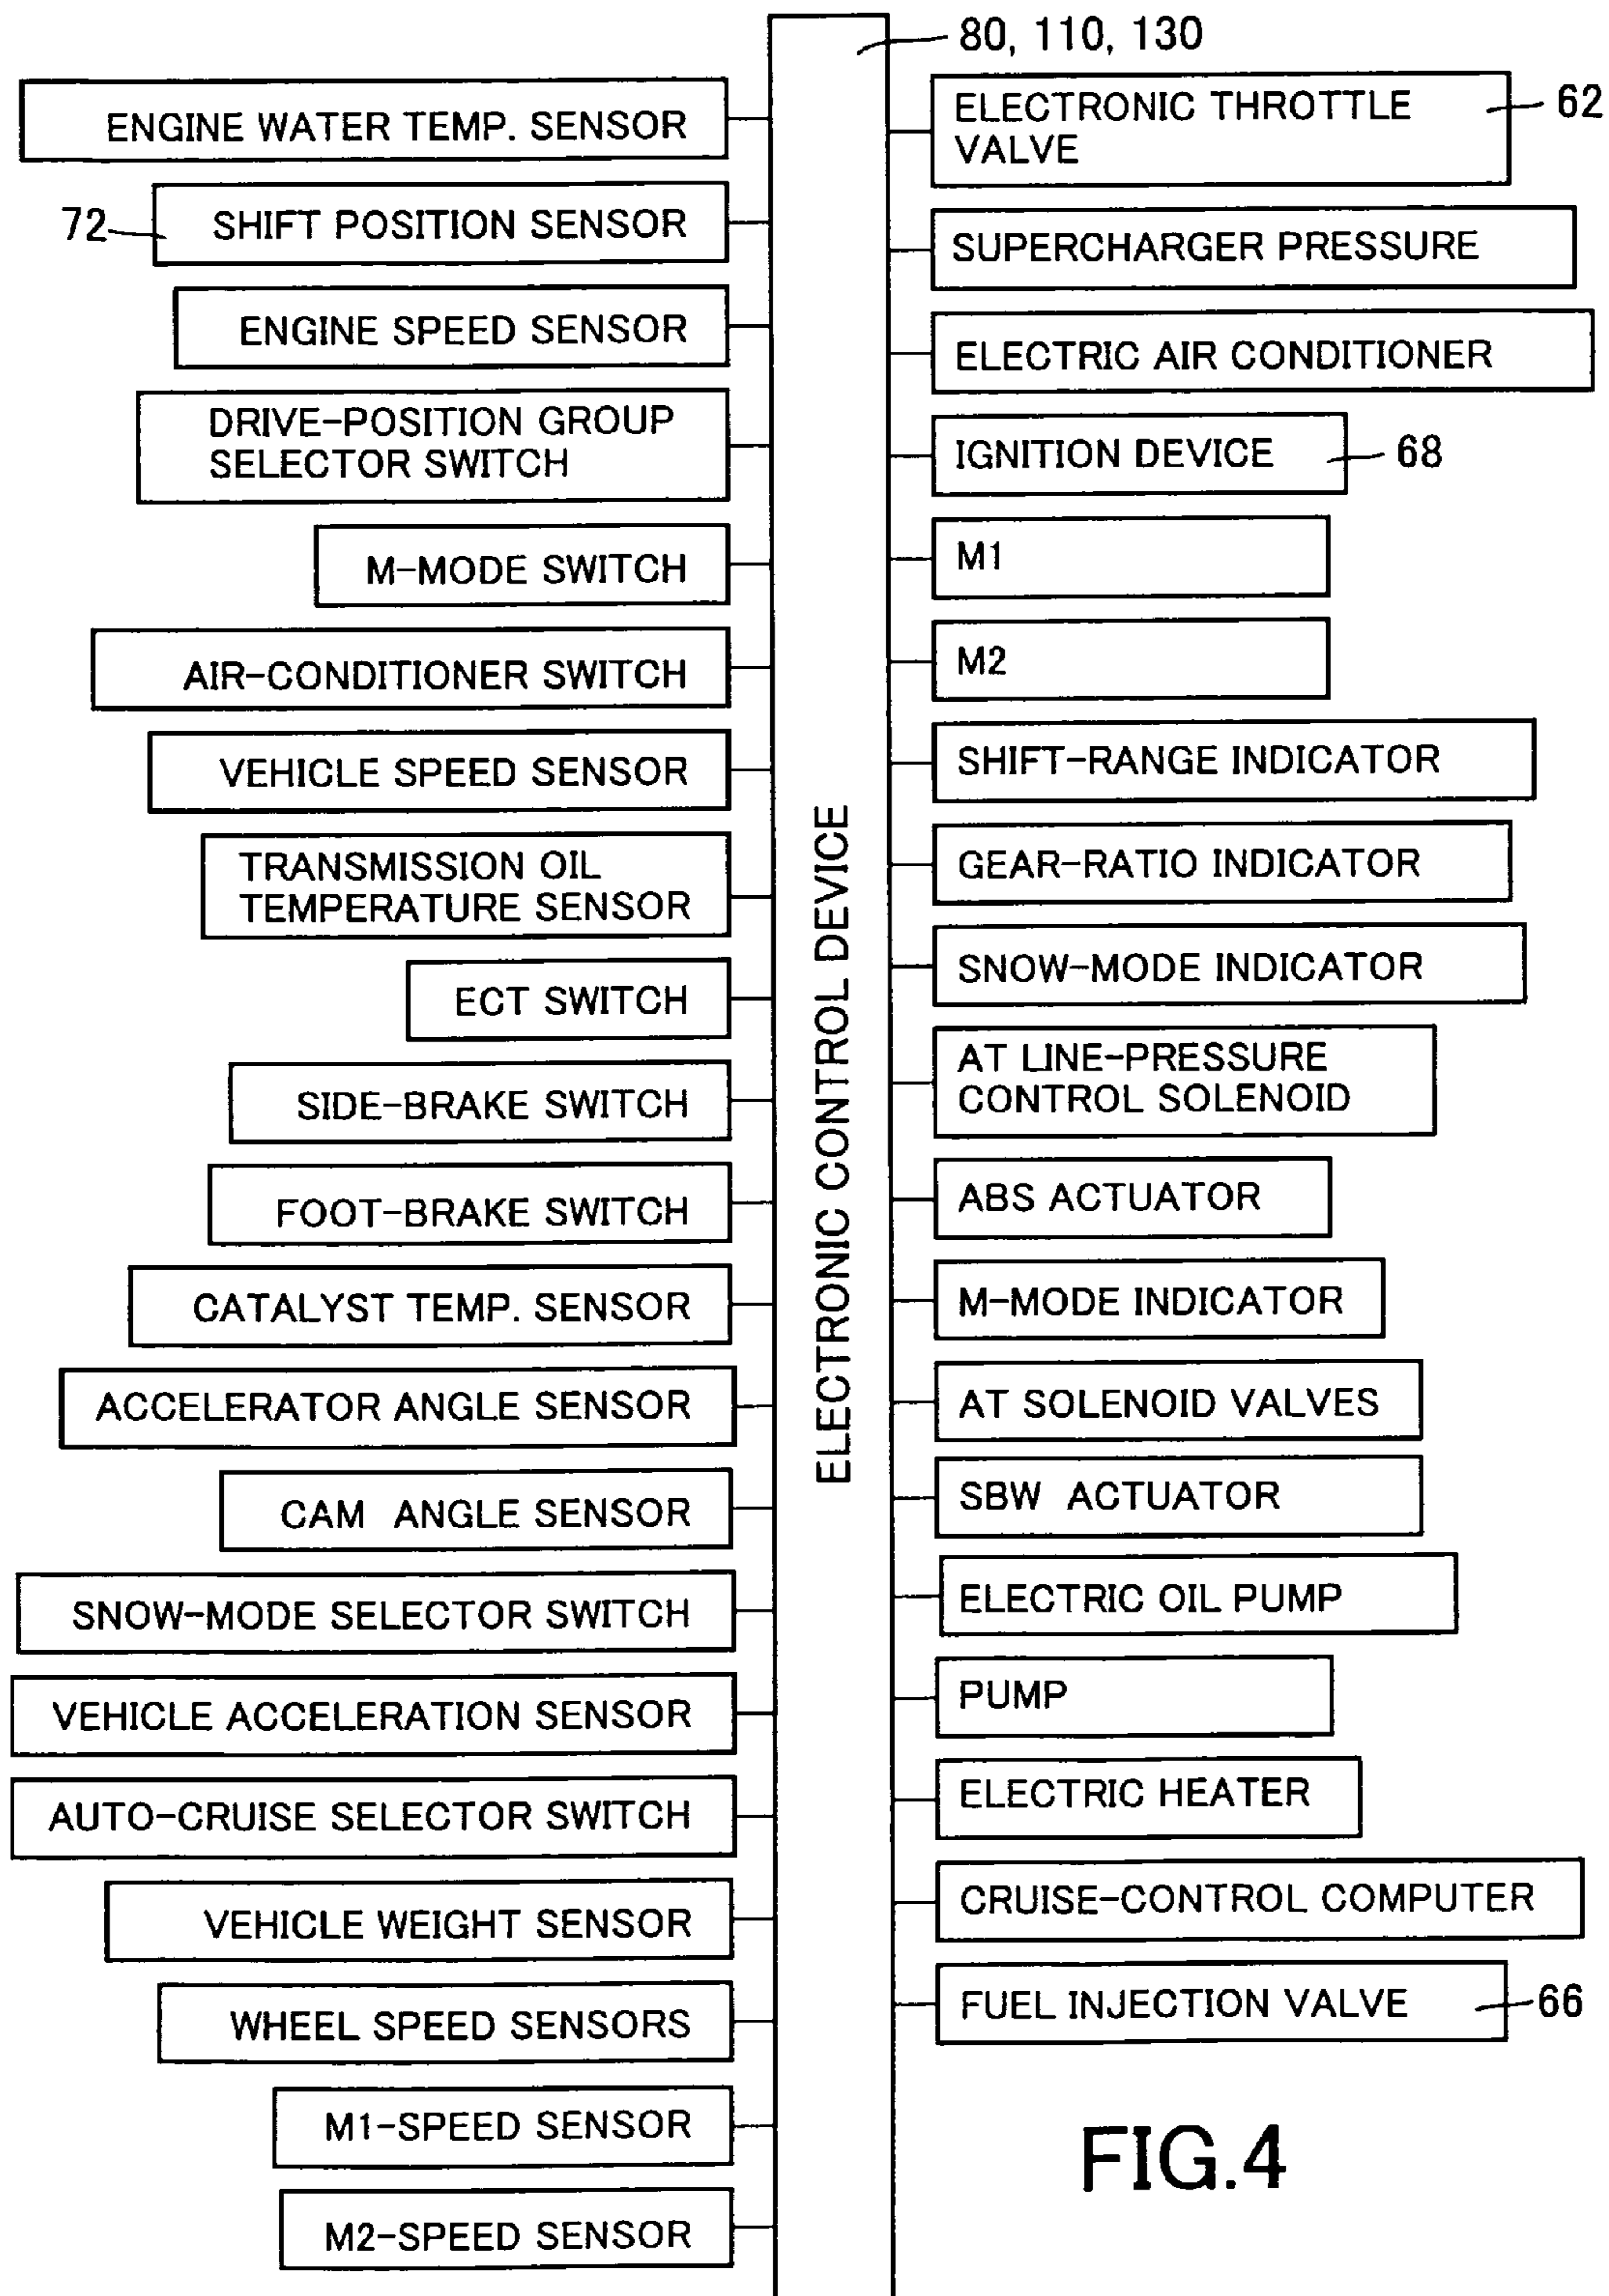 80, 110, 130
ENGINE WATER TEMP. SENSOR
72
SHIFT POSITION SENSOR
ENGINE SPEED SENSOR
DRIVE-POSITION GROUP
SELECTOR SWITCH
M-MODE SWITCH
AIR-CONDITIONER SWITCH
VEHICLE SPEED SENSOR
TRANSMISSION OIL
TEMPERATURE SENSOR
ECT SWITCH
SIDE-BRAKE SWITCH
FOOT-BRAKE SWITCH
CATALYST TEMP. SENSOR
ACCELERATOR ANGLE SENSOR
CAM ANGLE SENSOR
SNOW-MODE SELECTOR SWITCH
VEHICLE ACCELERATION SENSOR
AUTO-CRUISE SELECTOR SWITCH
VEHICLE WEIGHT SENSOR
WHEEL SPEED SENSORS
M1-SPEED SENSOR
M2-SPEED SENSOR
ELECTRONIC CONTROL DEVICE
ELECTRONIC THROTTLE
VALVE
62
SUPERCHARGER PRESSURE
ELECTRIC AIR CONDITIONER
IGNITION DEVICE
68
M1
M2
SHIFT-RANGE INDICATOR
GEAR-RATIO INDICATOR
SNOW-MODE INDICATOR
AT LINE-PRESSURE
CONTROL SOLENOID
ABS ACTUATOR
M-MODE INDICATOR
AT SOLENOID VALVES
SBW ACTUATOR
ELECTRIC OIL PUMP
PUMP
ELECTRIC HEATER
CRUISE-CONTROL COMPUTER
FUEL INJECTION VALVE
66
FIG.4